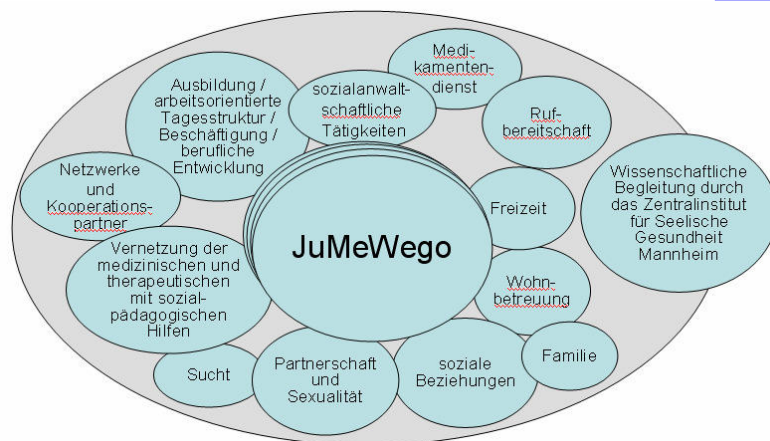 Medi-
kamenten-
dienst
Ausbildung /
arbeitsorientierte
Tagesstruktur /
Beschäftigung /
berufliche
Entwicklung
sozialanwalt-
schaftliche
Tätigkeiten
Ruf-
bereitschaft
Netzwerke
und
Kooperations-
partner
Wissenschaftliche
Begleitung durch
das Zentralinstitut
für Seelische
Gesundheit
Mannheim
Freizeit
JuMeWego
Vernetzung der
medizinischen und
therapeutischen
mit sozial-
pädagogischen
Hilfen
Wohn-
betreuung
Sucht
Partnerschaft
und
Sexualität
soziale
Beziehungen
Familie